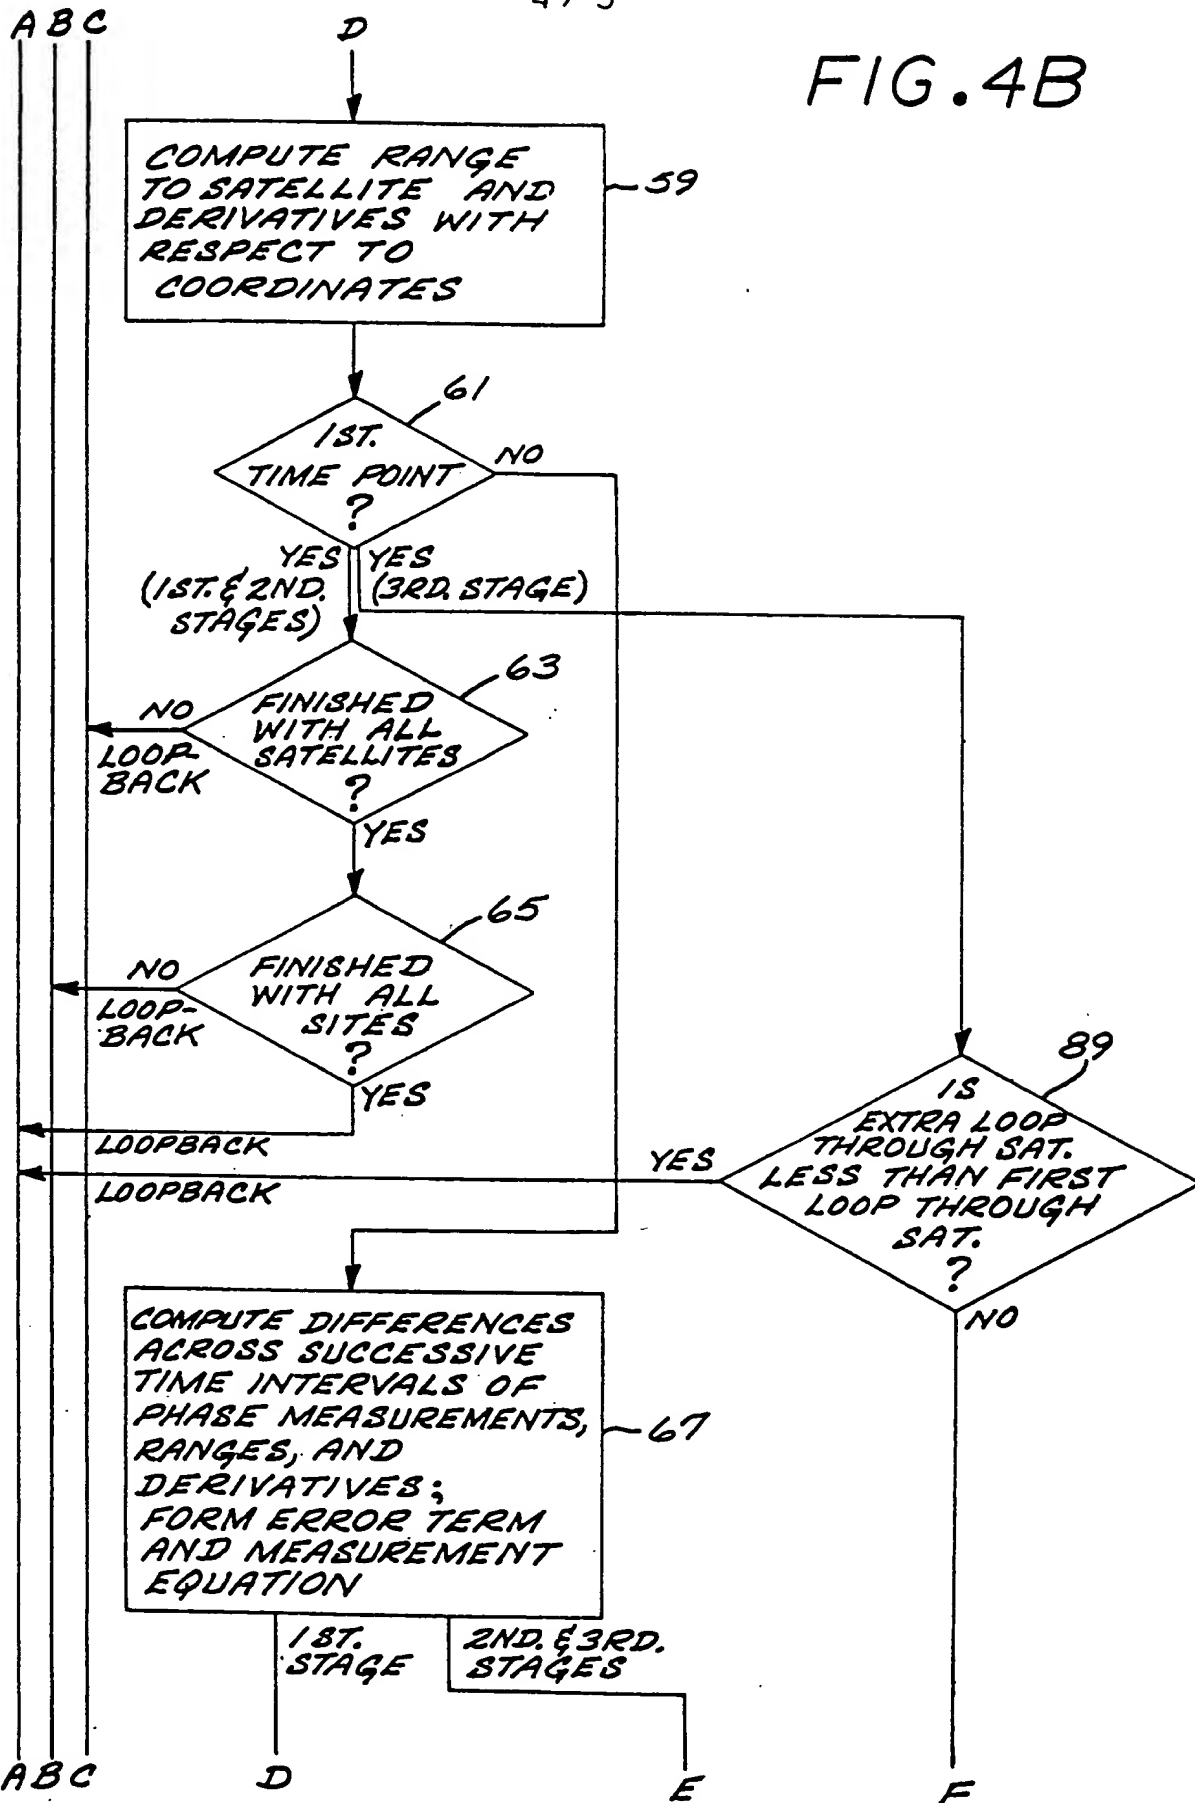 A B C
D
FIG. 4B
COMPUTE RANGE
TO SATELLITE AND
DERIVATIVES WITH
RESPECT TO
COORDINATES
59
61
1ST.
TIME POINT
?
NO
YES
(1ST. & 2ND.
STAGES)
YES
(3RD. STAGE)
63
FINISHED
WITH ALL
SATELLITES
?
NO
LOOP-
BACK
YES
65
FINISHED
WITH ALL
SITES
?
NO
LOOP-
BACK
YES
LOOPBACK
89
IS
EXTRA LOOP
THROUGH SAT.
LESS THAN FIRST
LOOP THROUGH
SAT.
?
YES
LOOPBACK
NO
COMPUTE DIFFERENCES
ACROSS SUCCESSIVE
TIME INTERVALS OF
PHASE MEASUREMENTS,
RANGES, AND
DERIVATIVES;
FORM ERROR TERM
AND MEASUREMENT
EQUATION
67
1ST.
STAGE
2ND. & 3RD.
STAGES
A B C
D
E
F